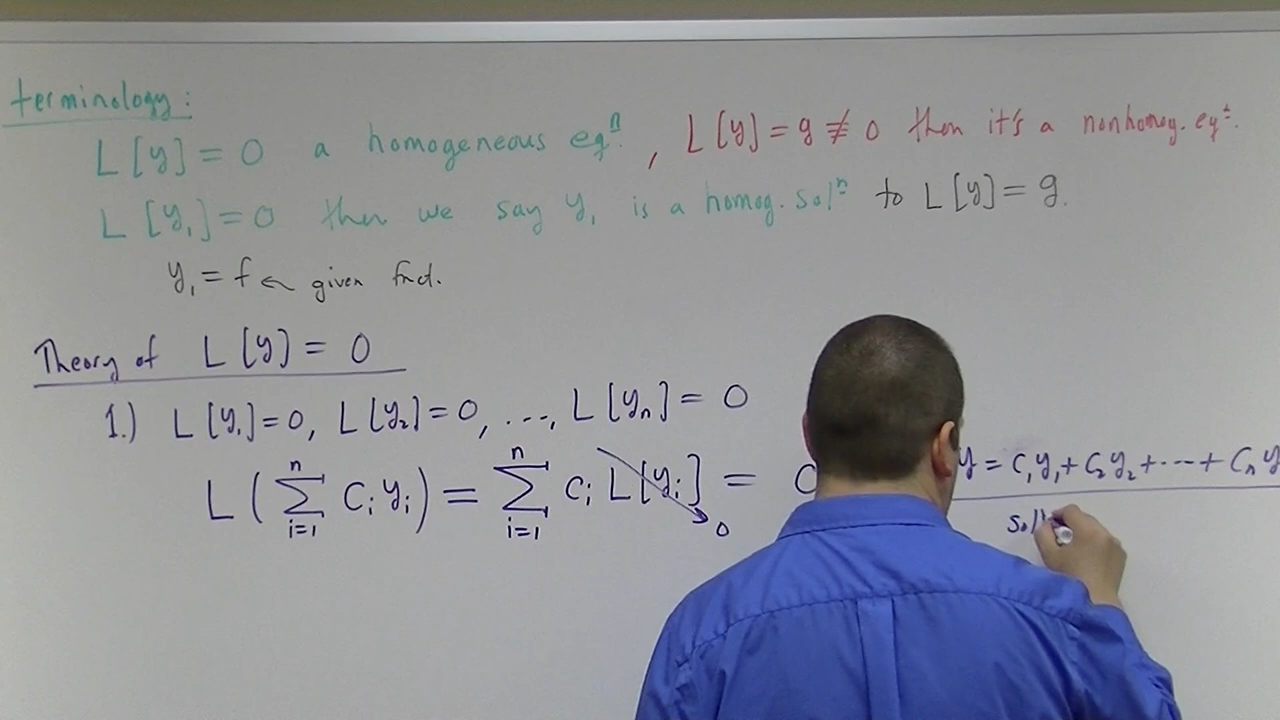 terminology:
L[y] = 0 a homogeneous eqⁿ. , L[y] = g ≠ 0 then it's a nonhomog. eqⁿ.
L[y₁] = 0 then we say y₁ is a homog. solⁿ to L[y] = g.
y₁ = f ← given fnct.
Theory of L[y] = 0
1.) L[y₁] = 0, L[y₂] = 0, ..., L[yₙ] = 0
L(∑ᵢ₌₁ⁿ cᵢyᵢ) = ∑ᵢ₌₁ⁿ cᵢ L[yᵢ] = 0
0
y = c₁y₁ + c₂y₂ + ··· + cₙy
sol